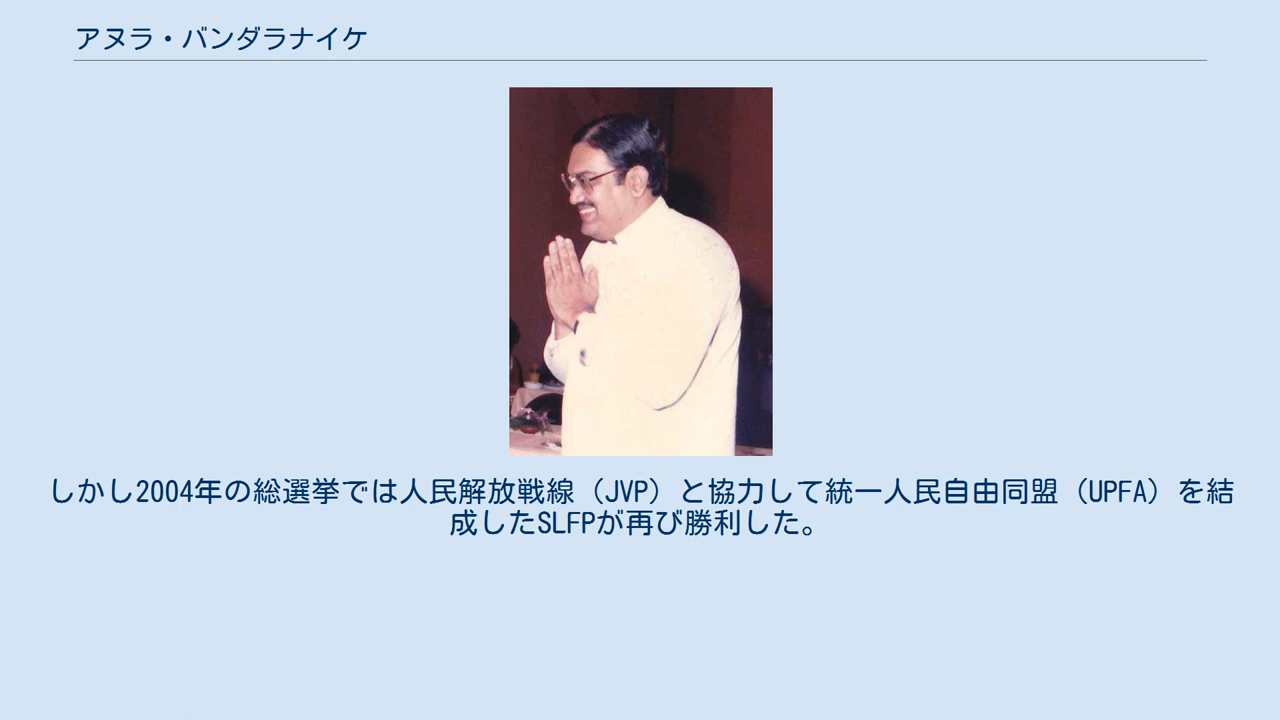 アヌラ・バンダラナイケ
しかし2004年の総選挙では人民解放戦線（JVP）と協力して統一人民自由同盟（UPFA）を結
成したSLFPが再び勝利した。